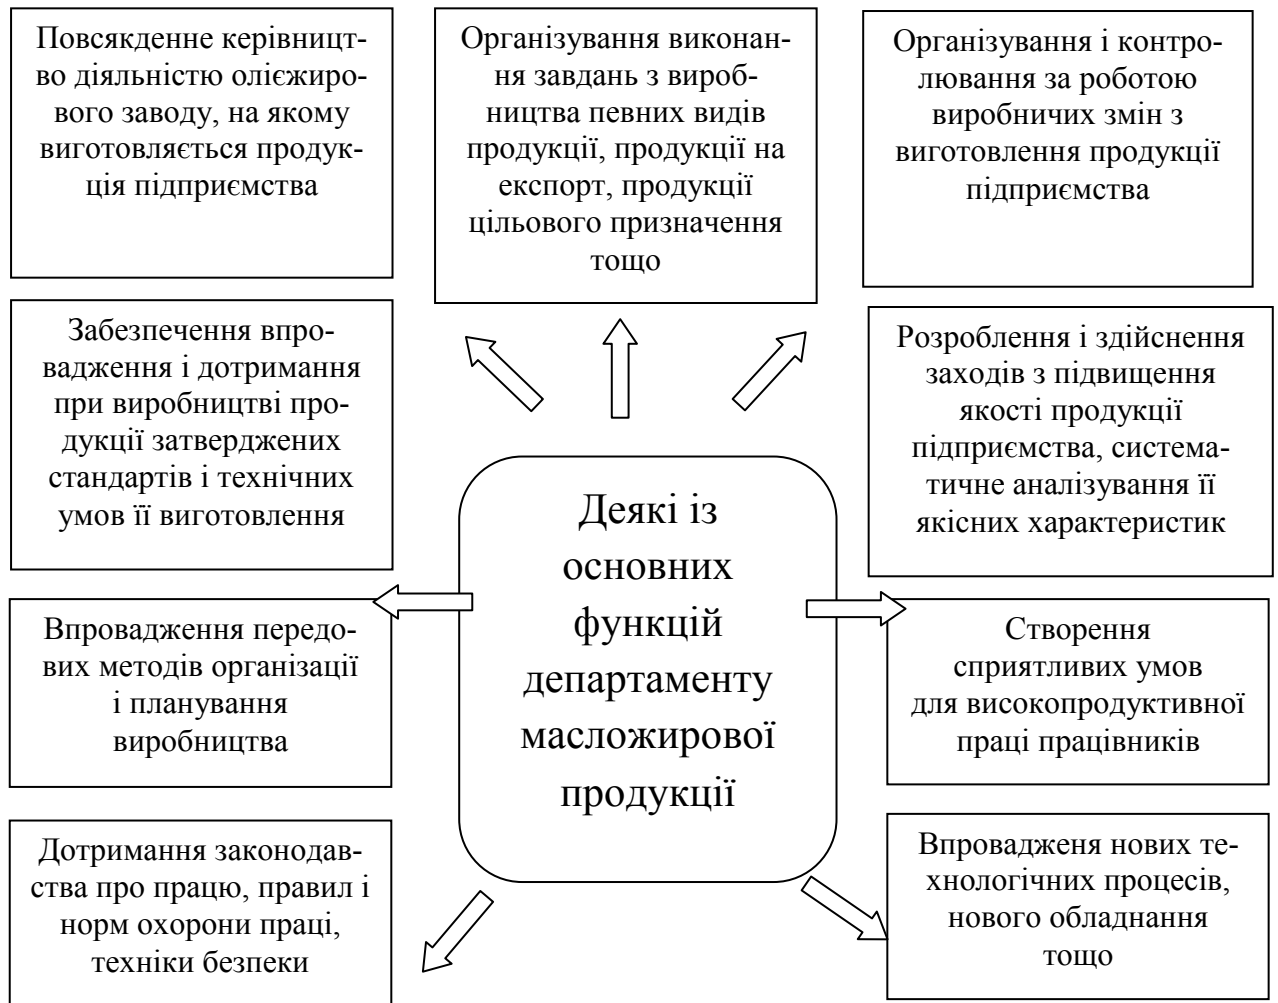 Повсякденне керівницт-
во діяльністю олієжиро-
вого заводу, на якому
виготовляється продук-
ція підприємства
Організування виконан-
ня завдань з вироб-
ництва певних видів
продукції, продукції на
експорт, продукції
цільового призначення
тощо
Організування і контро-
лювання за роботою
виробничих змін з
виготовлення продукції
підприємства
Забезпечення впро-
вадження і дотримання
при виробництві про-
дукції затверджених
стандартів і технічних
умов її виготовлення
Розроблення і здійснення
заходів з підвищення
якості продукції
підприємства, система-
тичне аналізування її
якісних характеристик
Деякі із
основних
функцій
департаменту
масложирової
продукції
Впровадження передо-
вих методів організації
і планування
виробництва
Створення
сприятливих умов
для високопродуктивної
праці працівників
Дотримання законодав-
ства про працю, правил і
норм охорони праці,
техніки безпеки
Впровадженя нових те-
хнологічних процесів,
нового обладнання
тощо